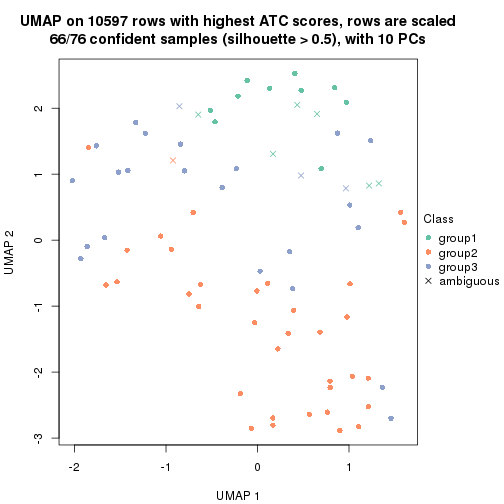 UMAP on 10597 rows with highest ATC scores, rows are scaled
66/76 confident samples (silhouette > 0.5), with 10 PCs
2
1
0
-1
-2
-3
UMAP 2
-2
-1
0
1
UMAP 1
Class
group1
group2
group3
ambiguous